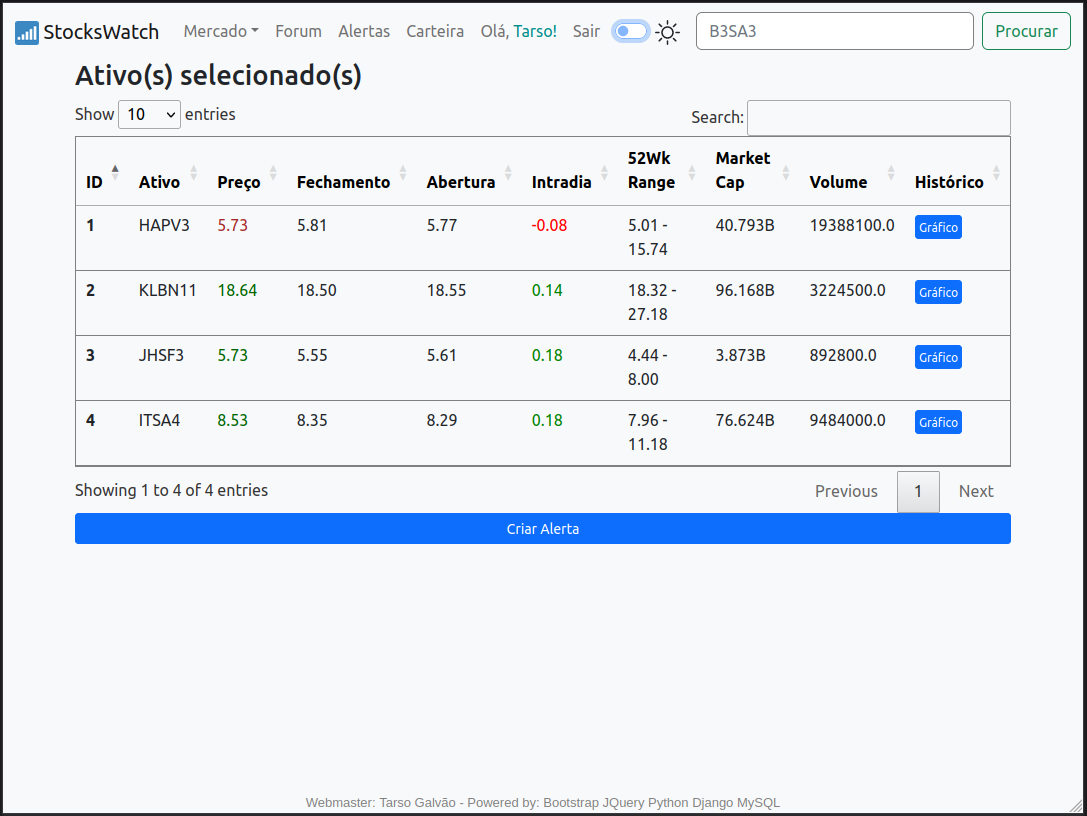 StocksWatch Mercado Forum Alertas Carteira Olá, Tarso! Sair B3SA3 Procurar
Ativo(s) selecionado(s)
Show 10 entries Search:
ID Ativo Preço Fechamento Abertura Intradia 52Wk Range Market Cap Volume Histórico
1 HAPV3 5.73 5.81 5.77 -0.08 5.01 - 15.74 40.793B 19388100.0 Gráfico
2 KLBN11 18.64 18.50 18.55 0.14 18.32 - 27.18 96.168B 3224500.0 Gráfico
3 JHSF3 5.73 5.55 5.61 0.18 4.44 - 8.00 3.873B 892800.0 Gráfico
4 ITSA4 8.53 8.35 8.29 0.18 7.96 - 11.18 76.624B 9484000.0 Gráfico
Showing 1 to 4 of 4 entries Previous 1 Next
Criar Alerta
Webmaster: Tarso Galvão - Powered by: Bootstrap JQuery Python Django MySQL